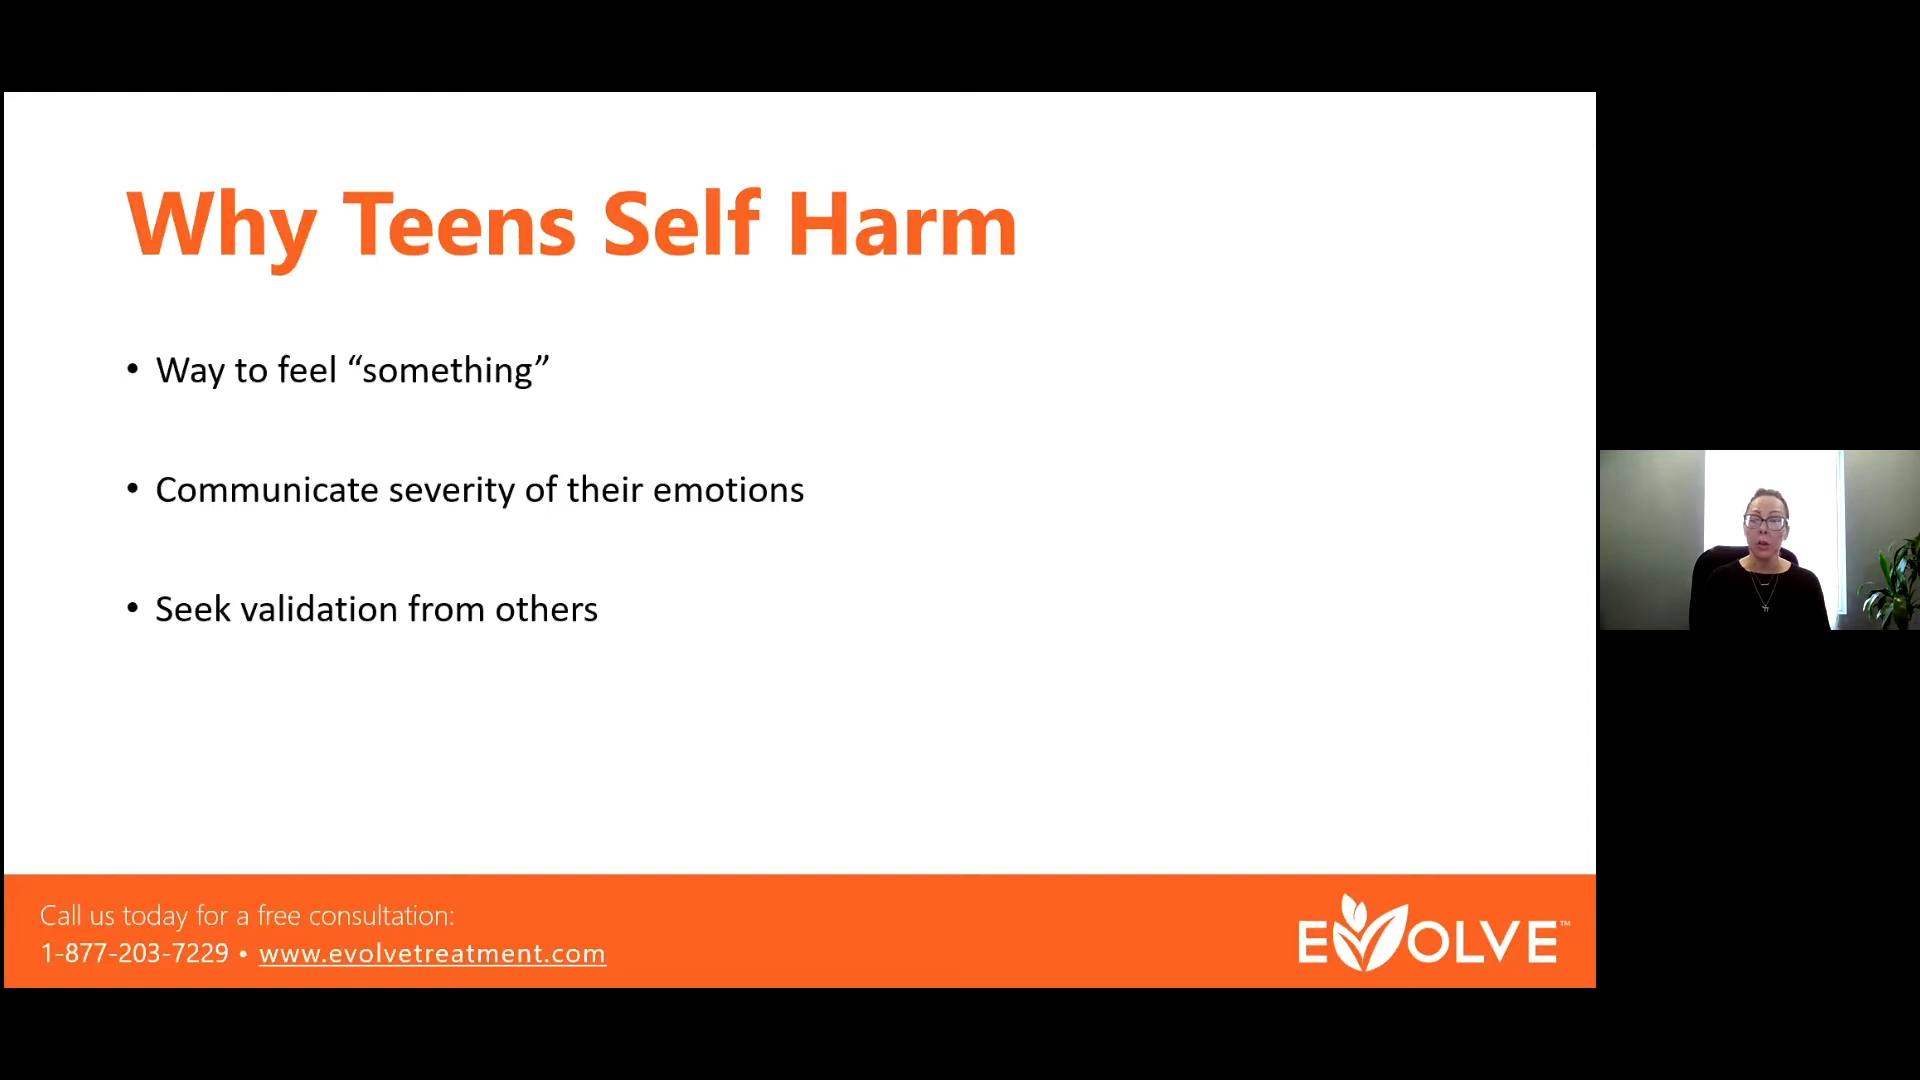 Why Teens Self Harm
• Way to feel “something”
• Communicate severity of their emotions
• Seek validation from others
Call us today for a free consultation:
1-877-203-7229 • www.evolvetreatment.com
EVOLVE™